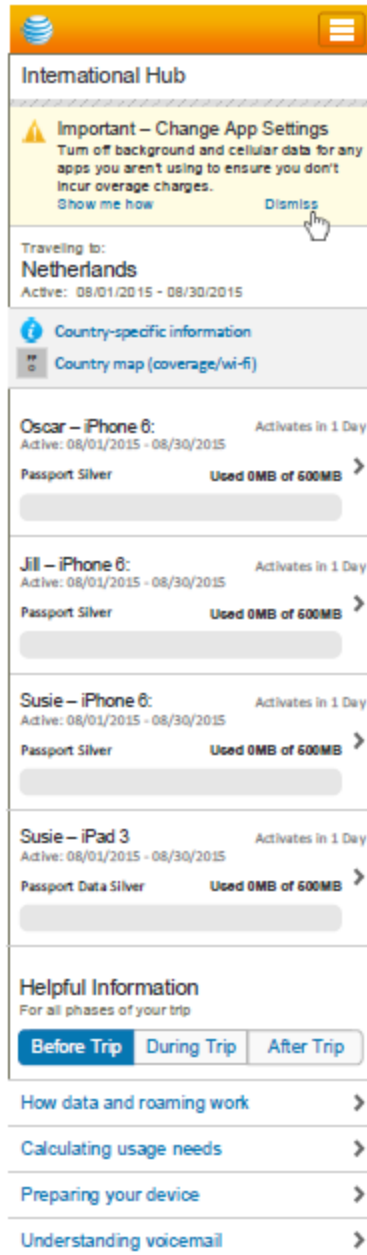 International Hub
Important – Change App Settings
Turn off background and cellular data for any
apps you aren't using to ensure you don't
incur overage charges.
Show me how Dismiss
Traveling to:
Netherlands
Active: 08/01/2015 - 08/30/2015
Country-specific information
Country map (coverage/wi-fi)
Oscar – iPhone 6: Activates in 1 Day
Active: 08/01/2015 - 08/30/2015
Passport Silver Used 0MB of 600MB
Jill – iPhone 6: Activates in 1 Day
Active: 08/01/2015 - 08/30/2015
Passport Silver Used 0MB of 600MB
Susie – iPhone 6: Activates in 1 Day
Active: 08/01/2015 - 08/30/2015
Passport Silver Used 0MB of 600MB
Susie – iPad 3 Activates in 1 Day
Active: 08/01/2015 - 08/30/2015
Passport Data Silver Used 0MB of 600MB
Helpful Information
For all phases of your trip
Before Trip During Trip After Trip
How data and roaming work
Calculating usage needs
Preparing your device
Understanding voicemail